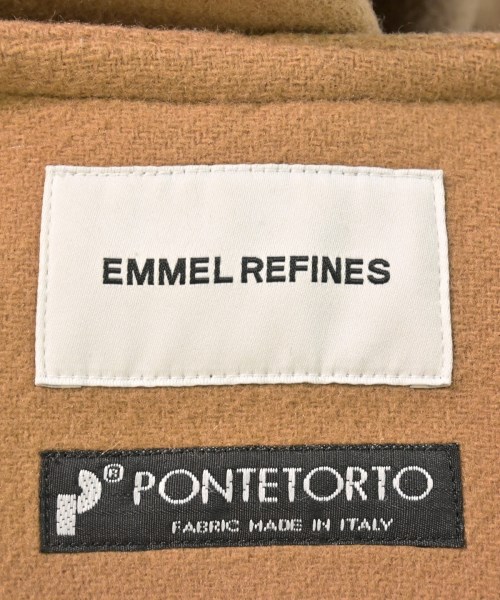 EMMEL REFINES
® PONTETORTO
FABRIC MADE IN ITALY